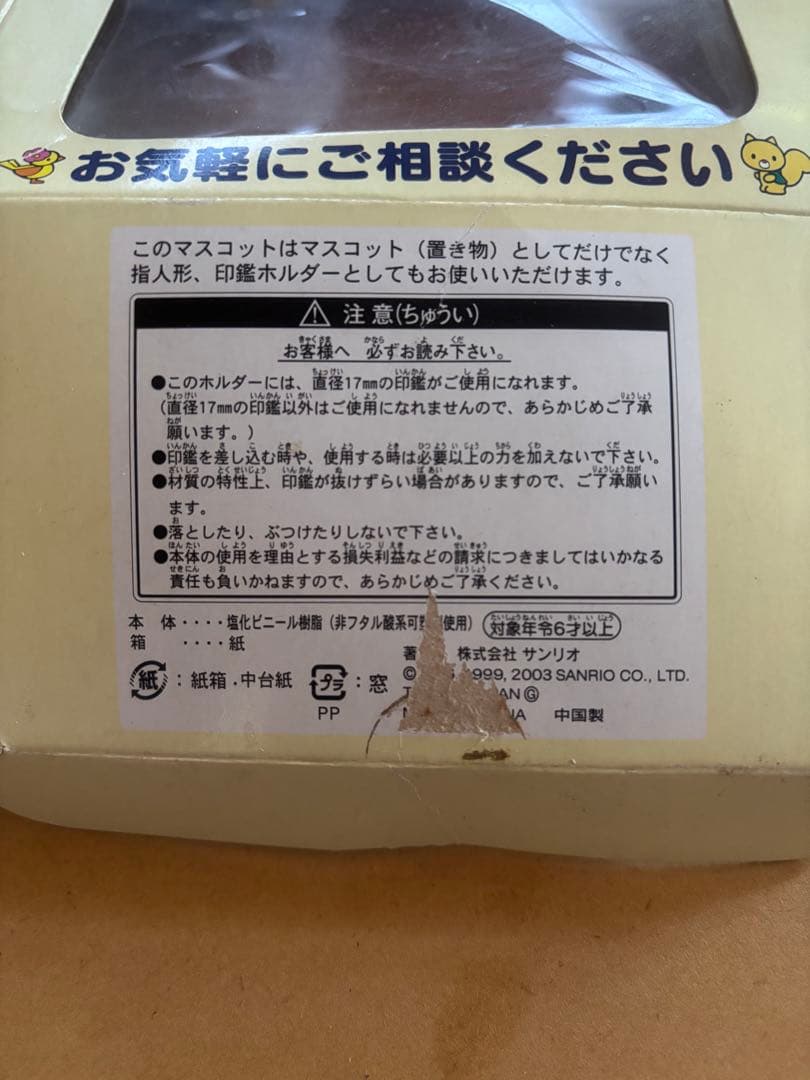 お気軽にご相談ください
このマスコットはマスコット（置き物）としてだけでなく
指人形、印鑑ホルダーとしてもお使いいただけます。
注意(ちゅうい)
お客様へ 必ずお読み下さい。
●このホルダーには、直径17㎜の印鑑がご使用になれます。
（直径17㎜の印鑑以外はご使用になれませんので、あらかじめご了承
願います。）
●印鑑を差し込む時や、使用する時は必要以上の力を加えないで下さい。
●材質の特性上、印鑑が抜けずらい場合がありますので、ご了承願い
ます。
●落としたり、ぶつけたりしないで下さい。
●本体の使用を理由とする損失利益などの請求につきましてはいかなる
責任も負いかねますので、あらかじめご了承ください。
本 体 ････塩化ビニール樹脂（非フタル酸系可 使用） 対象年令6才以上
箱 ････紙
著 株式会社 サンリオ
紙：紙箱・中台紙 プラ：窓
© 1999, 2003 SANRIO CO., LTD.
PP
Ⓖ
中国製